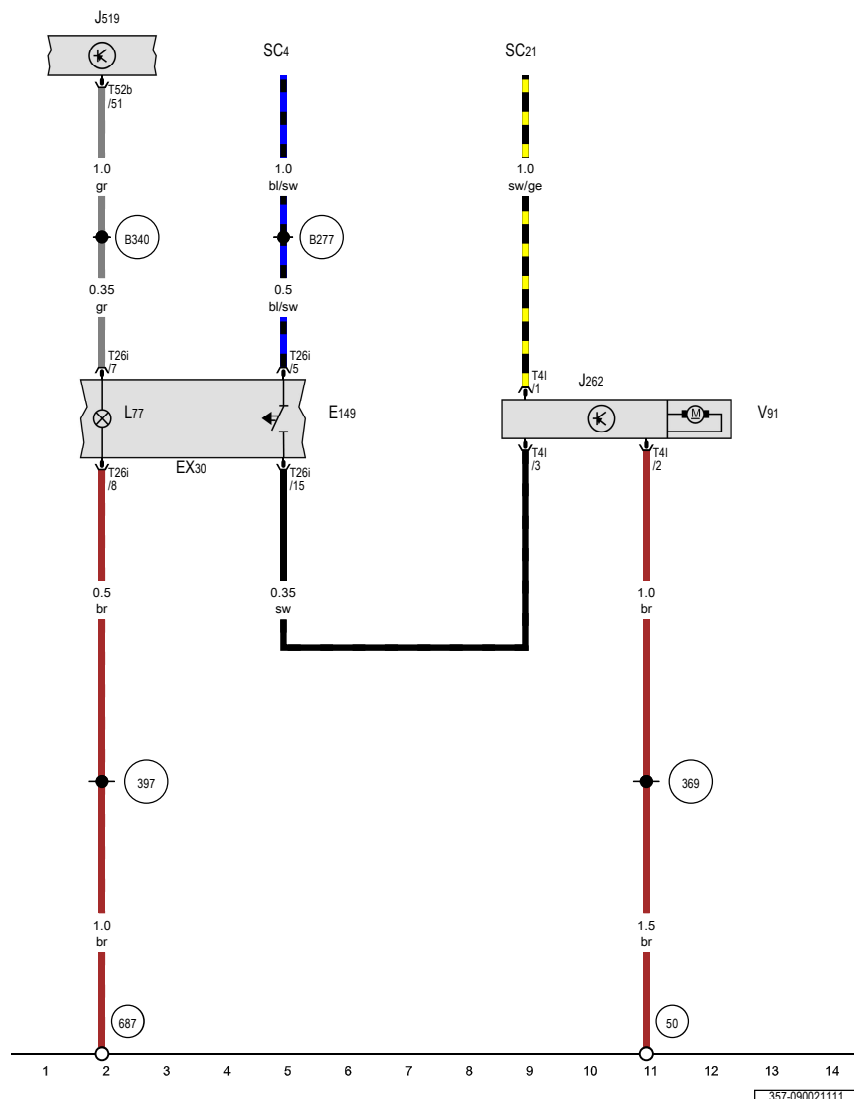 J519
SC4
SC21
T52b
/51
1.0
gr
1.0
bl/sw
1.0
sw/ge
B340
B277
0.35
gr
0.5
bl/sw
T26i
/7
T26i
/5
T4l
/1
J262
L77
E149
M
V91
EX30
T26i
/8
T26i
/15
T4l
/3
T4l
/2
0.5
br
0.35
sw
1.0
br
397
369
1.0
br
1.5
br
687
50
1 2 3 4 5 6 7 8 9 10 11 12 13 14
357-090021111